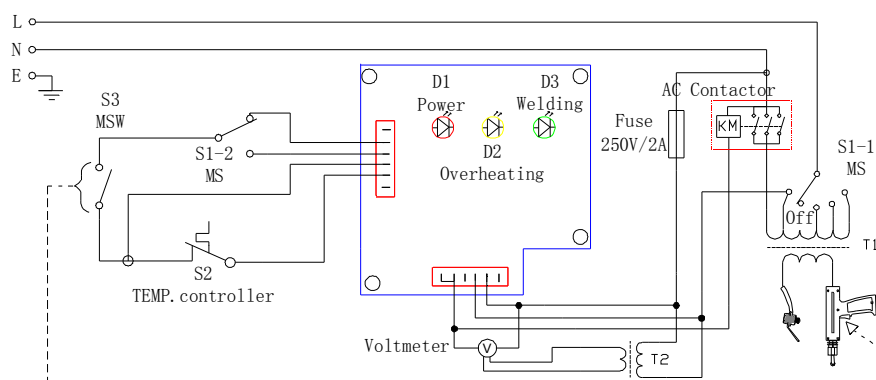 L
N
E
S3
MSW
S1-2
MS
S2
TEMP.controller
D1
Power
D2
Overheating
D3
Welding
Fuse
250V/2A
AC Contactor
KM
S1-1
MS
Off
T1
Voltmeter
V
T2